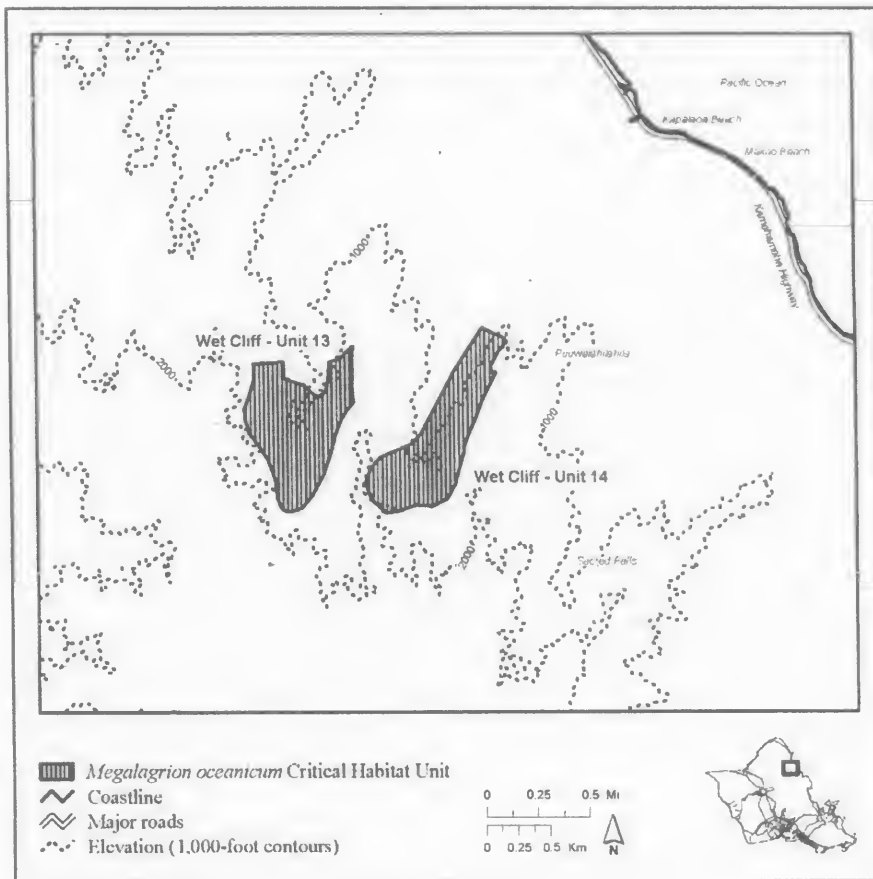 Pacific Ocean
Kapalaoa Beach
Makao Beach
Kamehameha Highway
1000
Wet Cliff - Unit 13
2000
1000
Wet Cliff - Unit 14
2000
Sacred Falls
Megalagrion oceanicum Critical Habitat Unit
Coastline
Major roads
Elevation (1,000-foot contours)
0 0.25 0.5 Mi
0 0.25 0.5 Km
N